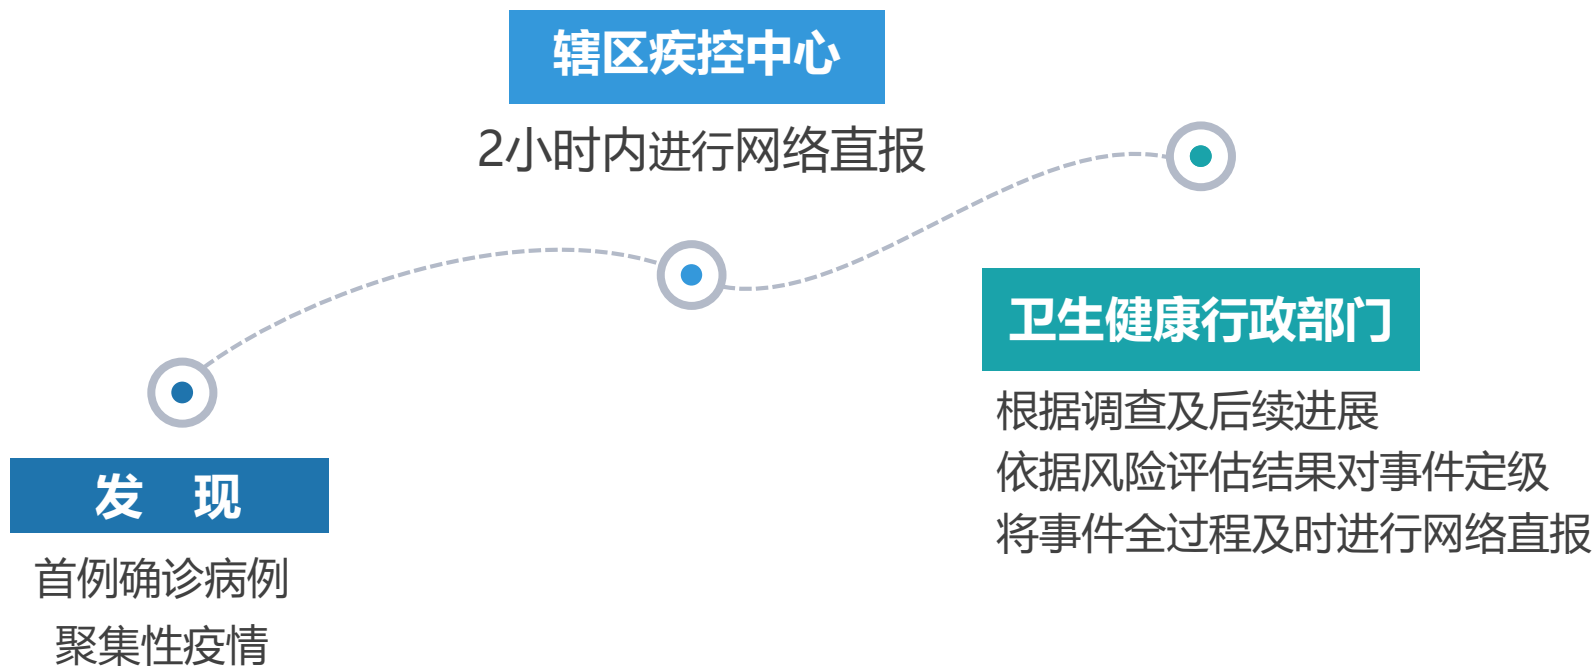 辖区疾控中心
2小时内进行网络直报
发 现
首例确诊病例
聚集性疫情
卫生健康行政部门
根据调查及后续进展
依据风险评估结果对事件定级
将事件全过程及时进行网络直报